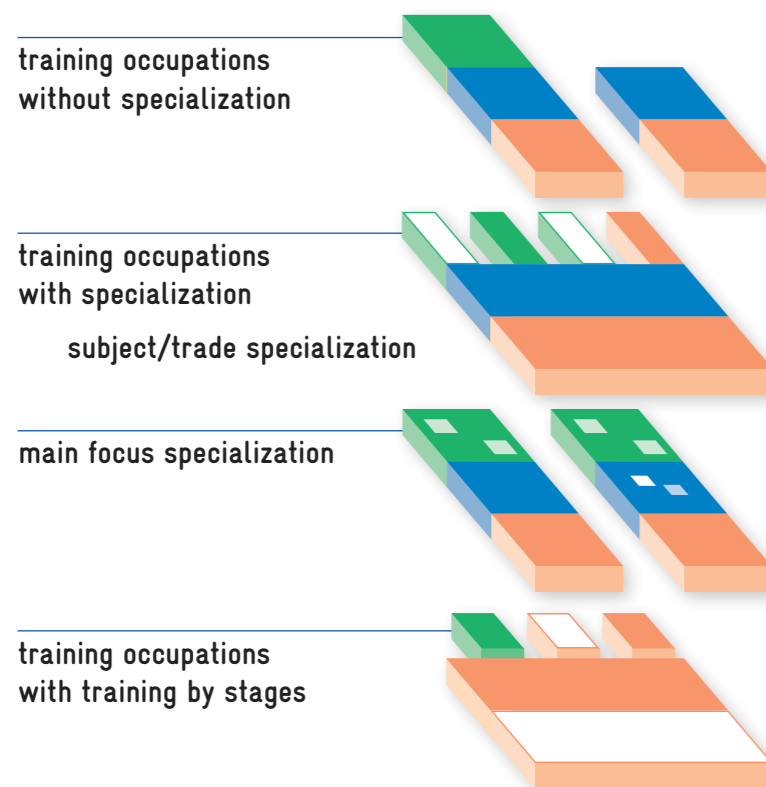 training occupations
without specialization
training occupations
with specialization
subject/trade specialization
main focus specialization
training occupations
with training by stages